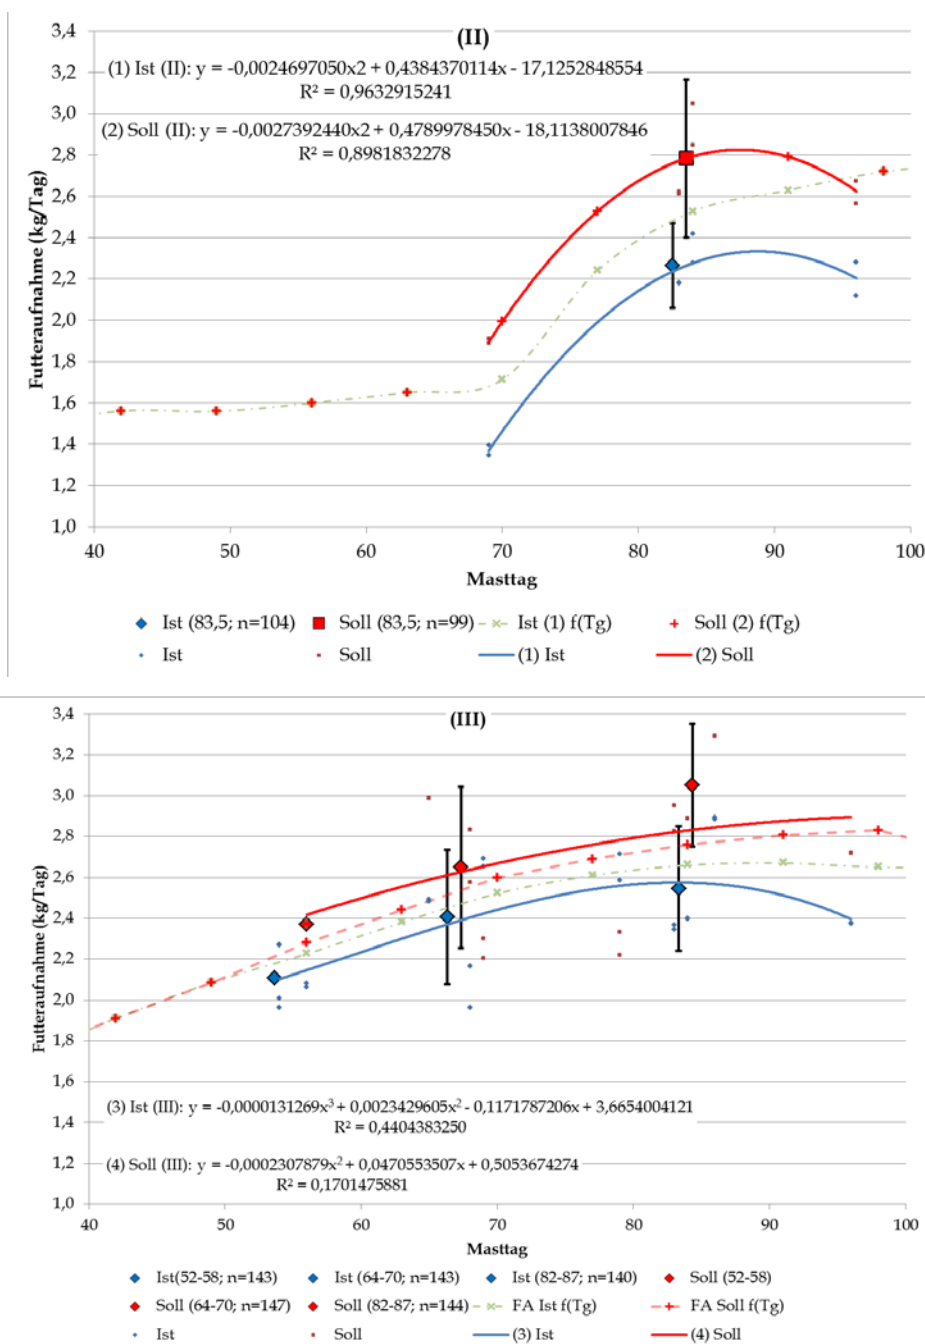 (II)
3,4
3,2
3,0
2,8
2,6
2,4
2,2
2,0
1,8
1,6
1,4
1,2
1,0
Futteraufnahme (kg/Tag)
(1) Ist (II): y = -0,0024697050x2 + 0,4384370114x - 17,1252848554
R² = 0,9632915241
(2) Soll (II): y = -0,0027392440x2 + 0,4789978450x - 18,1138007846
R² = 0,8981832278
40 50 60 70 80 90 100
Masttag
Ist (83,5; n=104) Soll (83,5; n=99) Ist (1) f(Tg) Soll (2) f(Tg)
Ist Soll (1) Ist (2) Soll
(III)
3,4
3,2
3,0
2,8
2,6
2,4
2,2
2,0
1,8
1,6
1,4
1,2
1,0
Futteraufnahme (kg/Tag)
(3) Ist (III): y = -0,0000131269x³ + 0,0023429605x² - 0,1171787206x + 3,6654004121
R² = 0,4404383250
(4) Soll (III): y = -0,0002307879x² + 0,0470553507x + 0,5053674274
R² = 0,1701475881
40 50 60 70 80 90 100
Masttag
Ist(52-58; n=143) Ist (64-70; n=143) Ist (82-87; n=140) Soll (52-58)
Soll (64-70; n=147) Soll (82-87; n=144) FA Ist f(Tg) FA Soll f(Tg)
Ist Soll (3) Ist (4) Soll